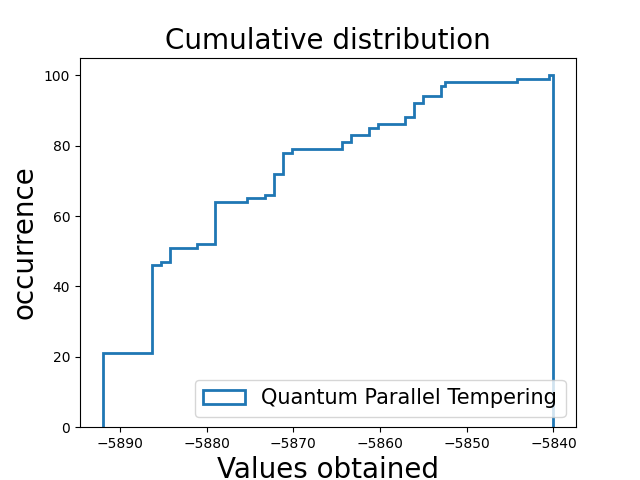 Cumulative distribution
occurrence
100
80
60
40
20
0
Quantum Parallel Tempering
−5890 −5880 −5870 −5860 −5850 −5840
Values obtained